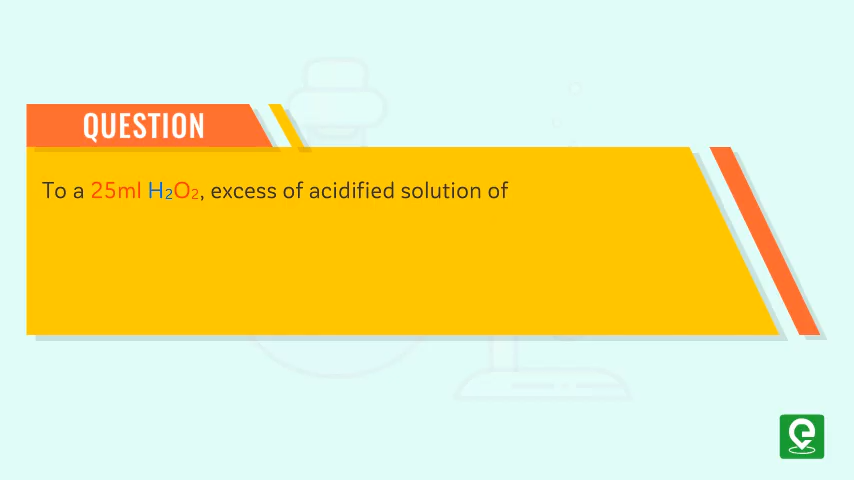 QUESTION
To a 25ml H₂O₂, excess of acidified solution of